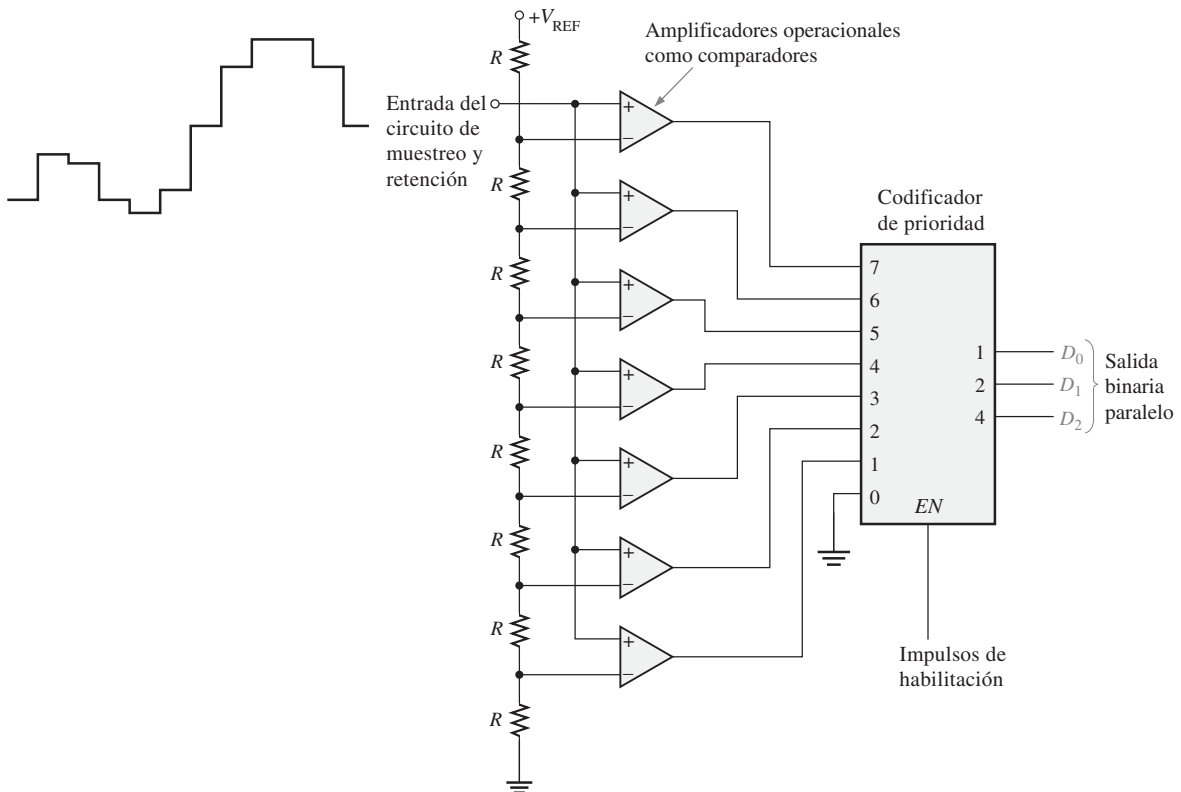 +V_REF
Amplificadores operacionales
como comparadores
R
Entrada del
circuito de
muestreo y
retención
+
−
R
+
−
R
+
−
R
+
−
R
+
−
R
+
−
R
+
−
R
Codificador
de prioridad
7
6
5
4
3
2
1
0
EN
1
2
4
D_0
D_1
D_2
Salida
binaria
paralelo
Impulsos de
habilitación